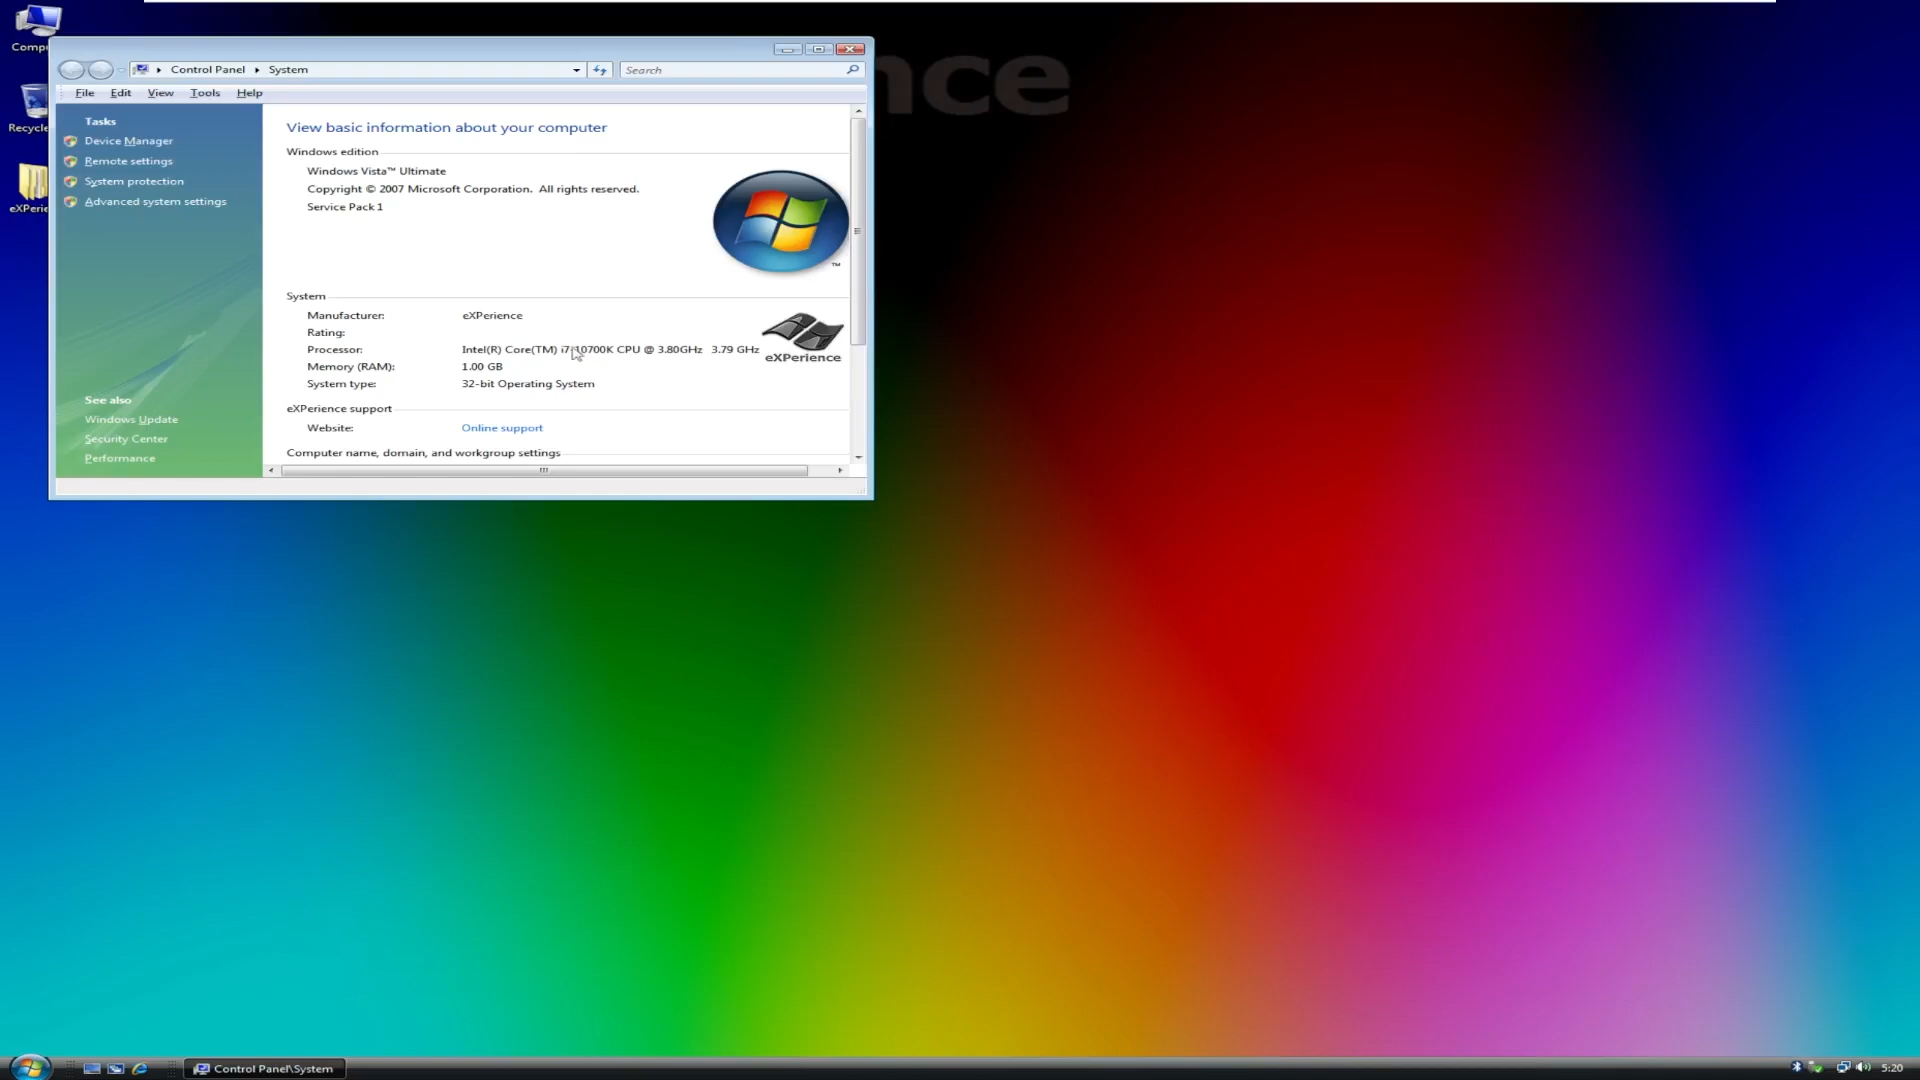 Comp
Recycle
eXPerie
nce
Control Panel
System
Search
File
Edit
View
Tools
Help
Tasks
Device Manager
Remote settings
System protection
Advanced system settings
See also
Windows Update
Security Center
Performance
View basic information about your computer
Windows edition
Windows Vista™ Ultimate
Copyright © 2007 Microsoft Corporation. All rights reserved.
Service Pack 1
TM
System
Manufacturer: eXPerience
Rating:
Processor: Intel(R) Core(TM) i7-10700K CPU @ 3.80GHz 3.79 GHz
Memory (RAM): 1.00 GB
System type: 32-bit Operating System
eXPerience
eXPerience support
Website: Online support
Computer name, domain, and workgroup settings
Control Panel\System
5:20